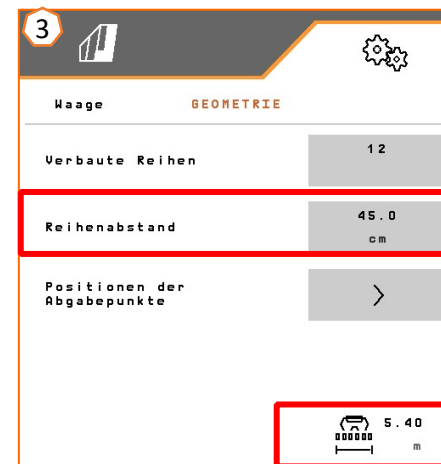 3
Waage GEOMETRIE
Verbaute Reihen 12
Reihenabstand 45.0
cm
Positionen der
Abgabepunkte
5.40
m